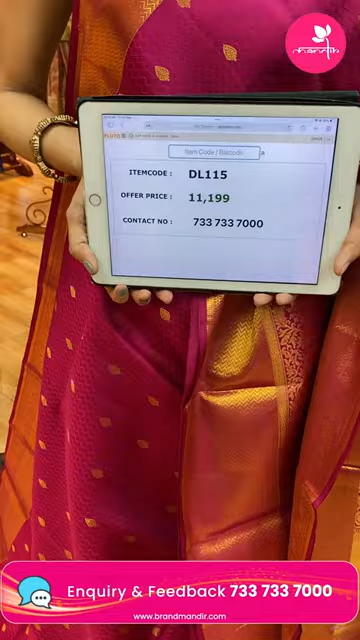 mandir
Item Code / Barcode
ITEMCODE : DL115
OFFER PRICE : 11,199
CONTACT NO : 733 733 7000
Enquiry & Feedback 733 733 7000
www.brandmandir.com